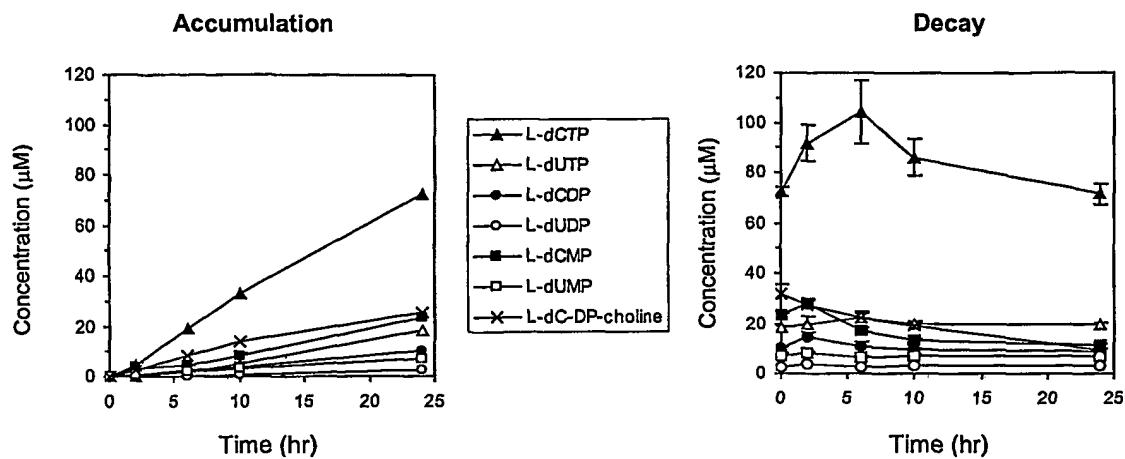 Accumulation
120
100
80
60
40
20
0
Concentration (μM)
0 5 10 15 20 25
Time (hr)
L-dCTP
L-dUTP
L-dCDP
L-dUDP
L-dCMP
L-dUMP
L-dC-DP-choline
Decay
120
100
80
60
40
20
0
Concentration (μM)
0 5 10 15 20 25
Time (hr)